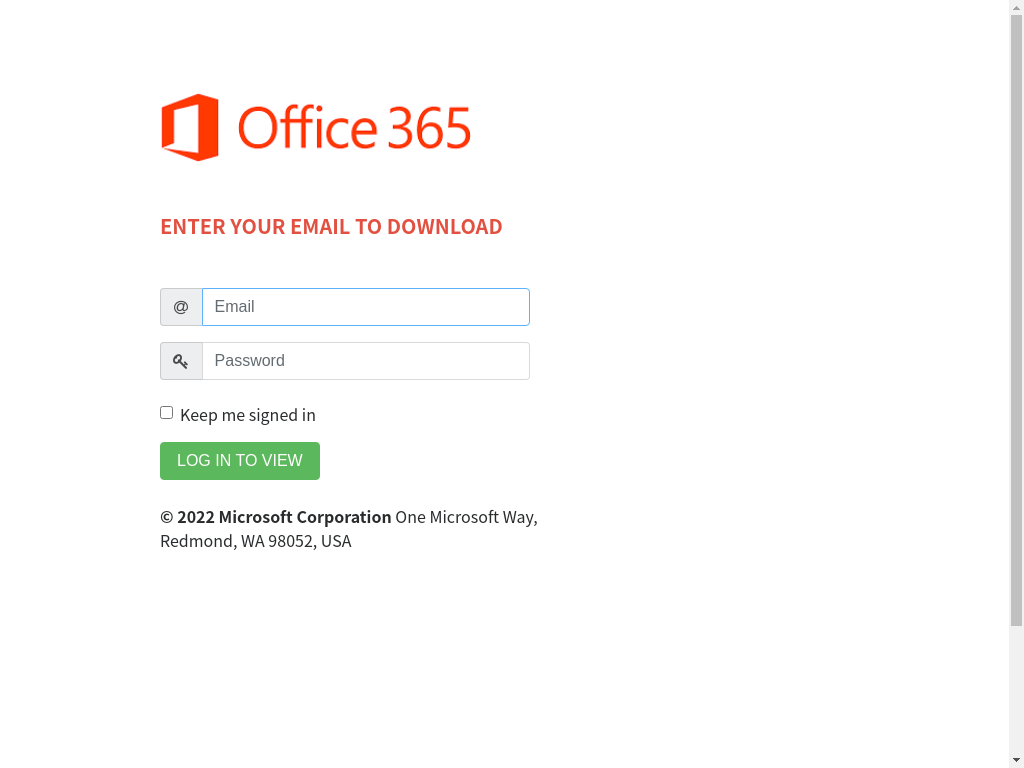 Office 365
ENTER YOUR EMAIL TO DOWNLOAD
@ Email
Password
Keep me signed in
LOG IN TO VIEW
© 2022 Microsoft Corporation One Microsoft Way,
Redmond, WA 98052, USA